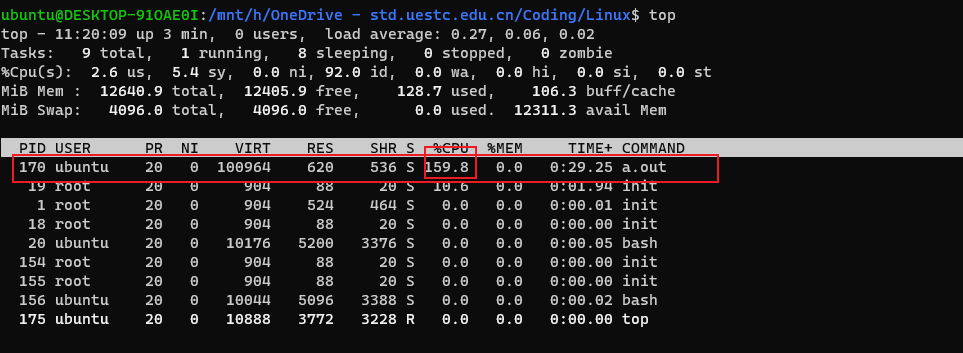 ubuntu@DESKTOP-91OAE0I:/mnt/h/OneDrive - std.uestc.edu.cn/Coding/Linux$ top
top - 11:20:09 up 3 min,  0 users,  load average: 0.27, 0.06, 0.02
Tasks:   9 total,   1 running,   8 sleeping,   0 stopped,   0 zombie
%Cpu(s):  2.6 us,  5.4 sy,  0.0 ni, 92.0 id,  0.0 wa,  0.0 hi,  0.0 si,  0.0 st
MiB Mem :  12640.9 total,  12405.9 free,    128.7 used,    106.3 buff/cache
MiB Swap:   4096.0 total,   4096.0 free,      0.0 used.  12311.3 avail Mem
PID USER      PR  NI    VIRT    RES    SHR S  %CPU  %MEM     TIME+ COMMAND
170 ubuntu    20   0  100964    620    536 S 159.8   0.0   0:29.25 a.out
19 root      20   0     904     88     20 S  10.6   0.0   0:01.94 init
1 root      20   0     904    524    464 S   0.0   0.0   0:00.01 init
18 root      20   0     904     88     20 S   0.0   0.0   0:00.00 init
20 ubuntu    20   0   10176   5200   3376 S   0.0   0.0   0:00.05 bash
154 root      20   0     904     88     20 S   0.0   0.0   0:00.00 init
155 root      20   0     904     88     20 S   0.0   0.0   0:00.00 init
156 ubuntu    20   0   10044   5096   3388 S   0.0   0.0   0:00.02 bash
175 ubuntu    20   0   10888   3772   3228 R   0.0   0.0   0:00.00 top